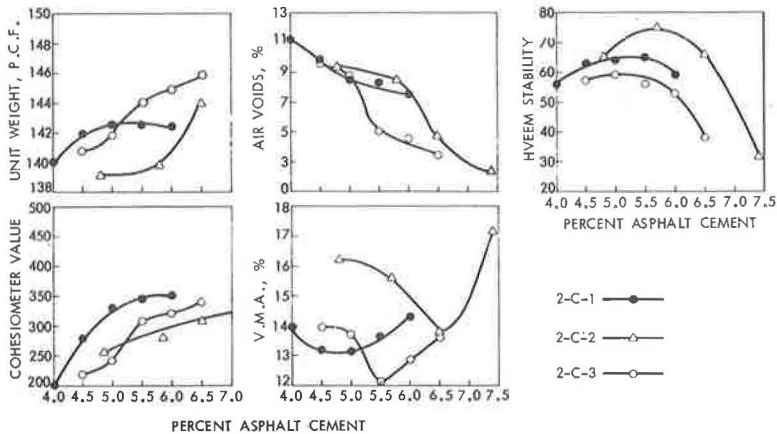 UNIT WEIGHT, P.C.F.
150
146
142
140
138
AIR VOIDS, %
13
11
9
7
5
3
0
HVEEM STABILITY
80
70
60
50
40
30
20
4.0 4.5 5.0 5.5 6.0 6.5 7.0 7.5
PERCENT ASPHALT CEMENT
COHESIOMETER VALUE
500
450
400
350
300
250
200
4.0 4.5 5.0 5.5 6.0 6.5 7.0
V.M.A., %
18
17
16
15
14
13
12
4.0 4.5 5.0 5.5 6.0 6.5 7.0 7.5
2-C-1
2-C-2
2-C-3
PERCENT ASPHALT CEMENT